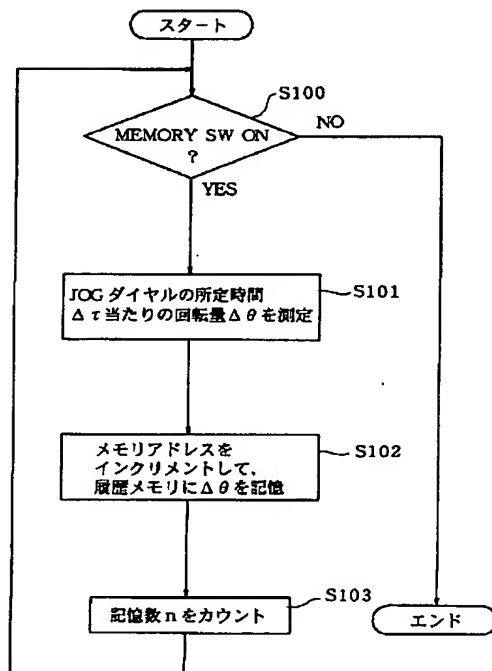 スタート
S100
MEMORY SW ON
?
NO
YES
JOGダイヤルの所定時間
Δτ当たりの回転量Δθを測定
S101
メモリアドレスを
インクリメントして、
履歴メモリにΔθを記憶
S102
記憶数nをカウント
S103
エンド